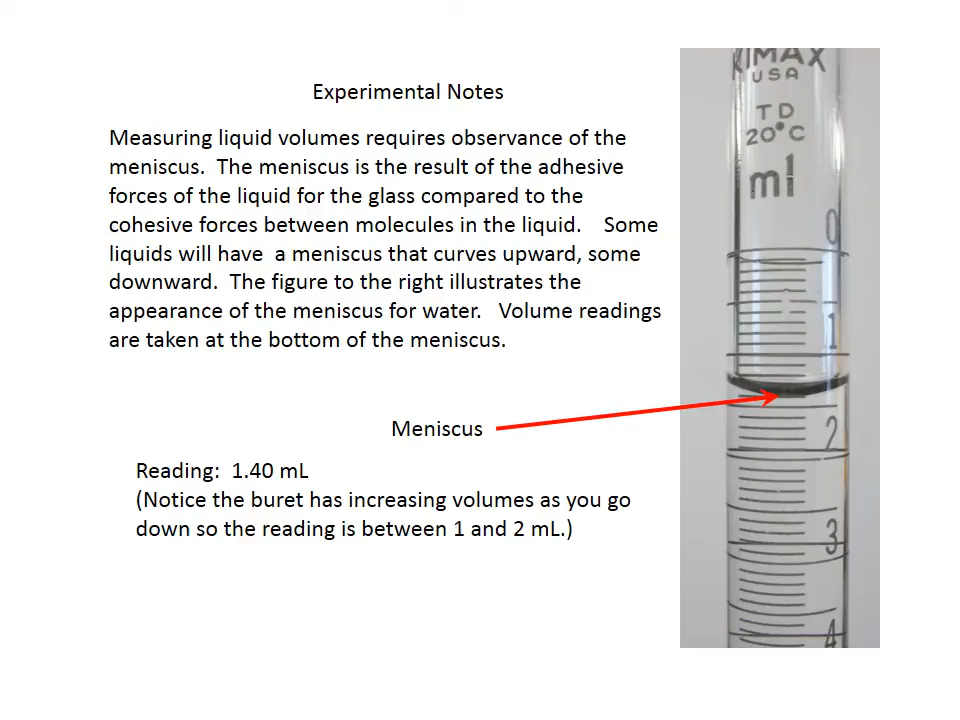 Experimental Notes
Measuring liquid volumes requires observance of the
meniscus. The meniscus is the result of the adhesive
forces of the liquid for the glass compared to the
cohesive forces between molecules in the liquid. Some
liquids will have a meniscus that curves upward, some
downward. The figure to the right illustrates the
appearance of the meniscus for water. Volume readings
are taken at the bottom of the meniscus.
Meniscus
Reading: 1.40 mL
(Notice the buret has increasing volumes as you go
down so the reading is between 1 and 2 mL.)
KIMAX
USA
TD
20°C
ml
0
1
2
3
4